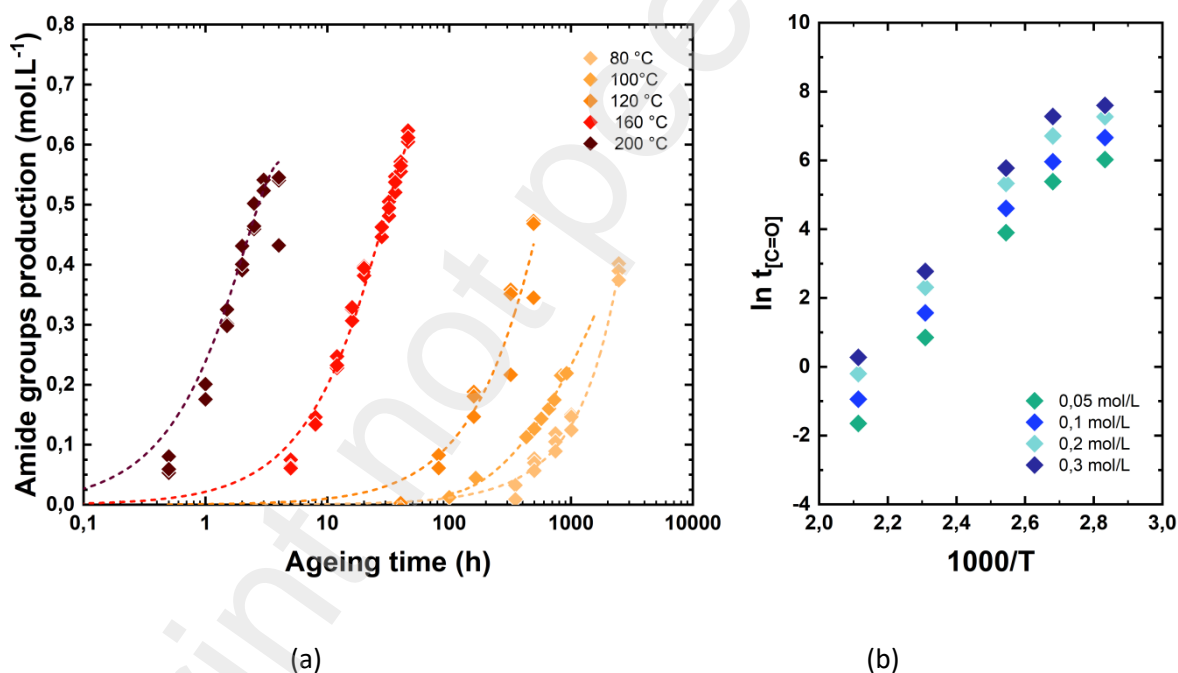 0,8
0,7
0,6
0,5
0,4
0,3
0,2
0,1
0,0
Amide groups production (mol.L-1)
80 °C
100°C
120 °C
160 °C
200 °C
0,1 1 10 100 1000 10000
Ageing time (h)
(a)
10
8
6
4
2
0
-2
-4
ln t[C=O]
0,05 mol/L
0,1 mol/L
0,2 mol/L
0,3 mol/L
2,0 2,2 2,4 2,6 2,8 3,0
1000/T
(b)
int not pee